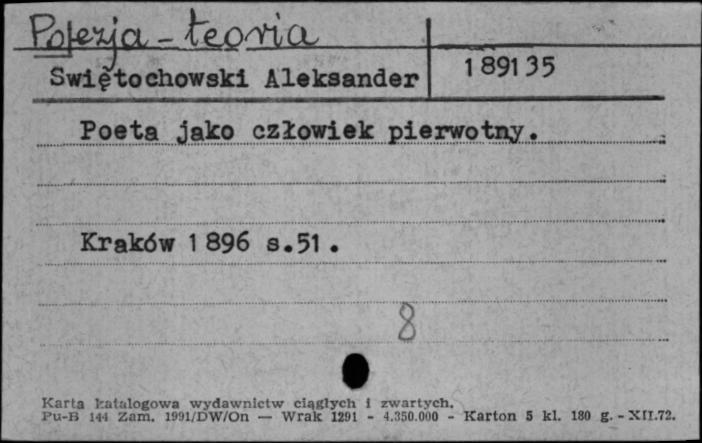 Poezja - teoria
Świętochowski Aleksander
189135
Poeta jako człowiek pierwotny.
Kraków 1896 s.51.
8
Karta katalogowa wydawnictw ciągłych i zwartych.
Pu-B 144 Zam. 1991/DW/On — Wrak 1291 - 4.350.000 - Karton 5 kl. 180 g. - XII.72.